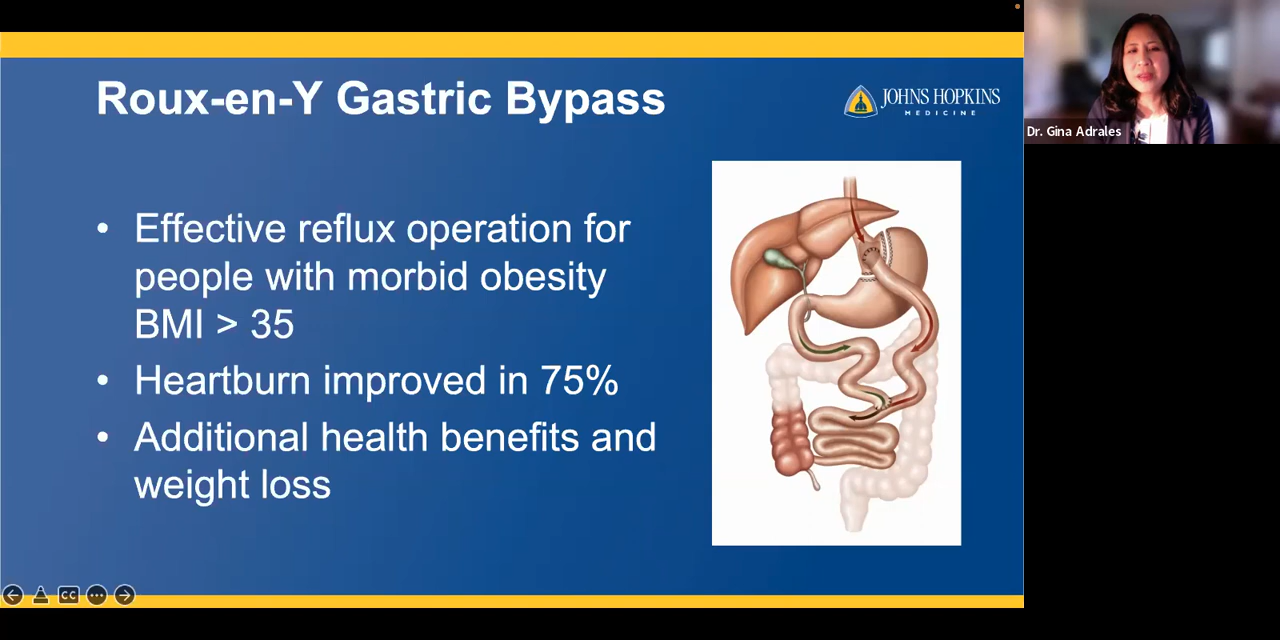 Roux-en-Y Gastric Bypass
JOHNS HOPKINS
MEDICINE
Dr. Gina Adrales
• Effective reflux operation for
people with morbid obesity
BMI > 35
• Heartburn improved in 75%
• Additional health benefits and
weight loss
CC